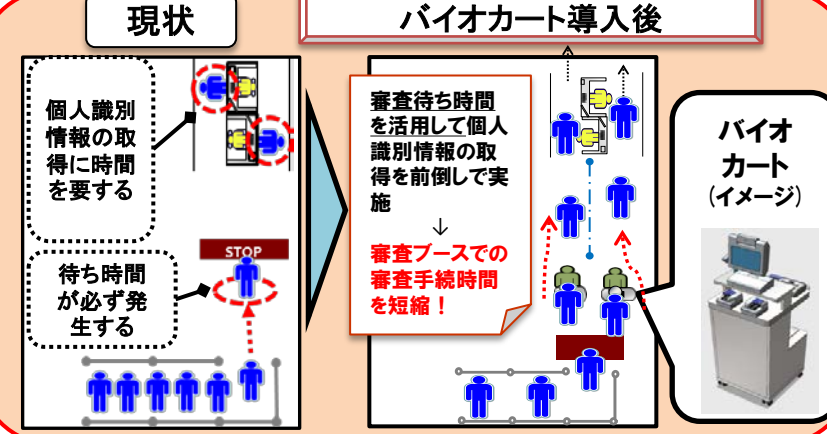 現状
バイオカート導入後
個人識別
情報の取
得に時間
を要する
STOP
待ち時間
が必ず発
生する
審査待ち時間
を活用して個人
識別情報の取
得を前倒しで実
施
↓
審査ブースでの
審査手続時間
を短縮！
バイオ
カート
（イメージ）